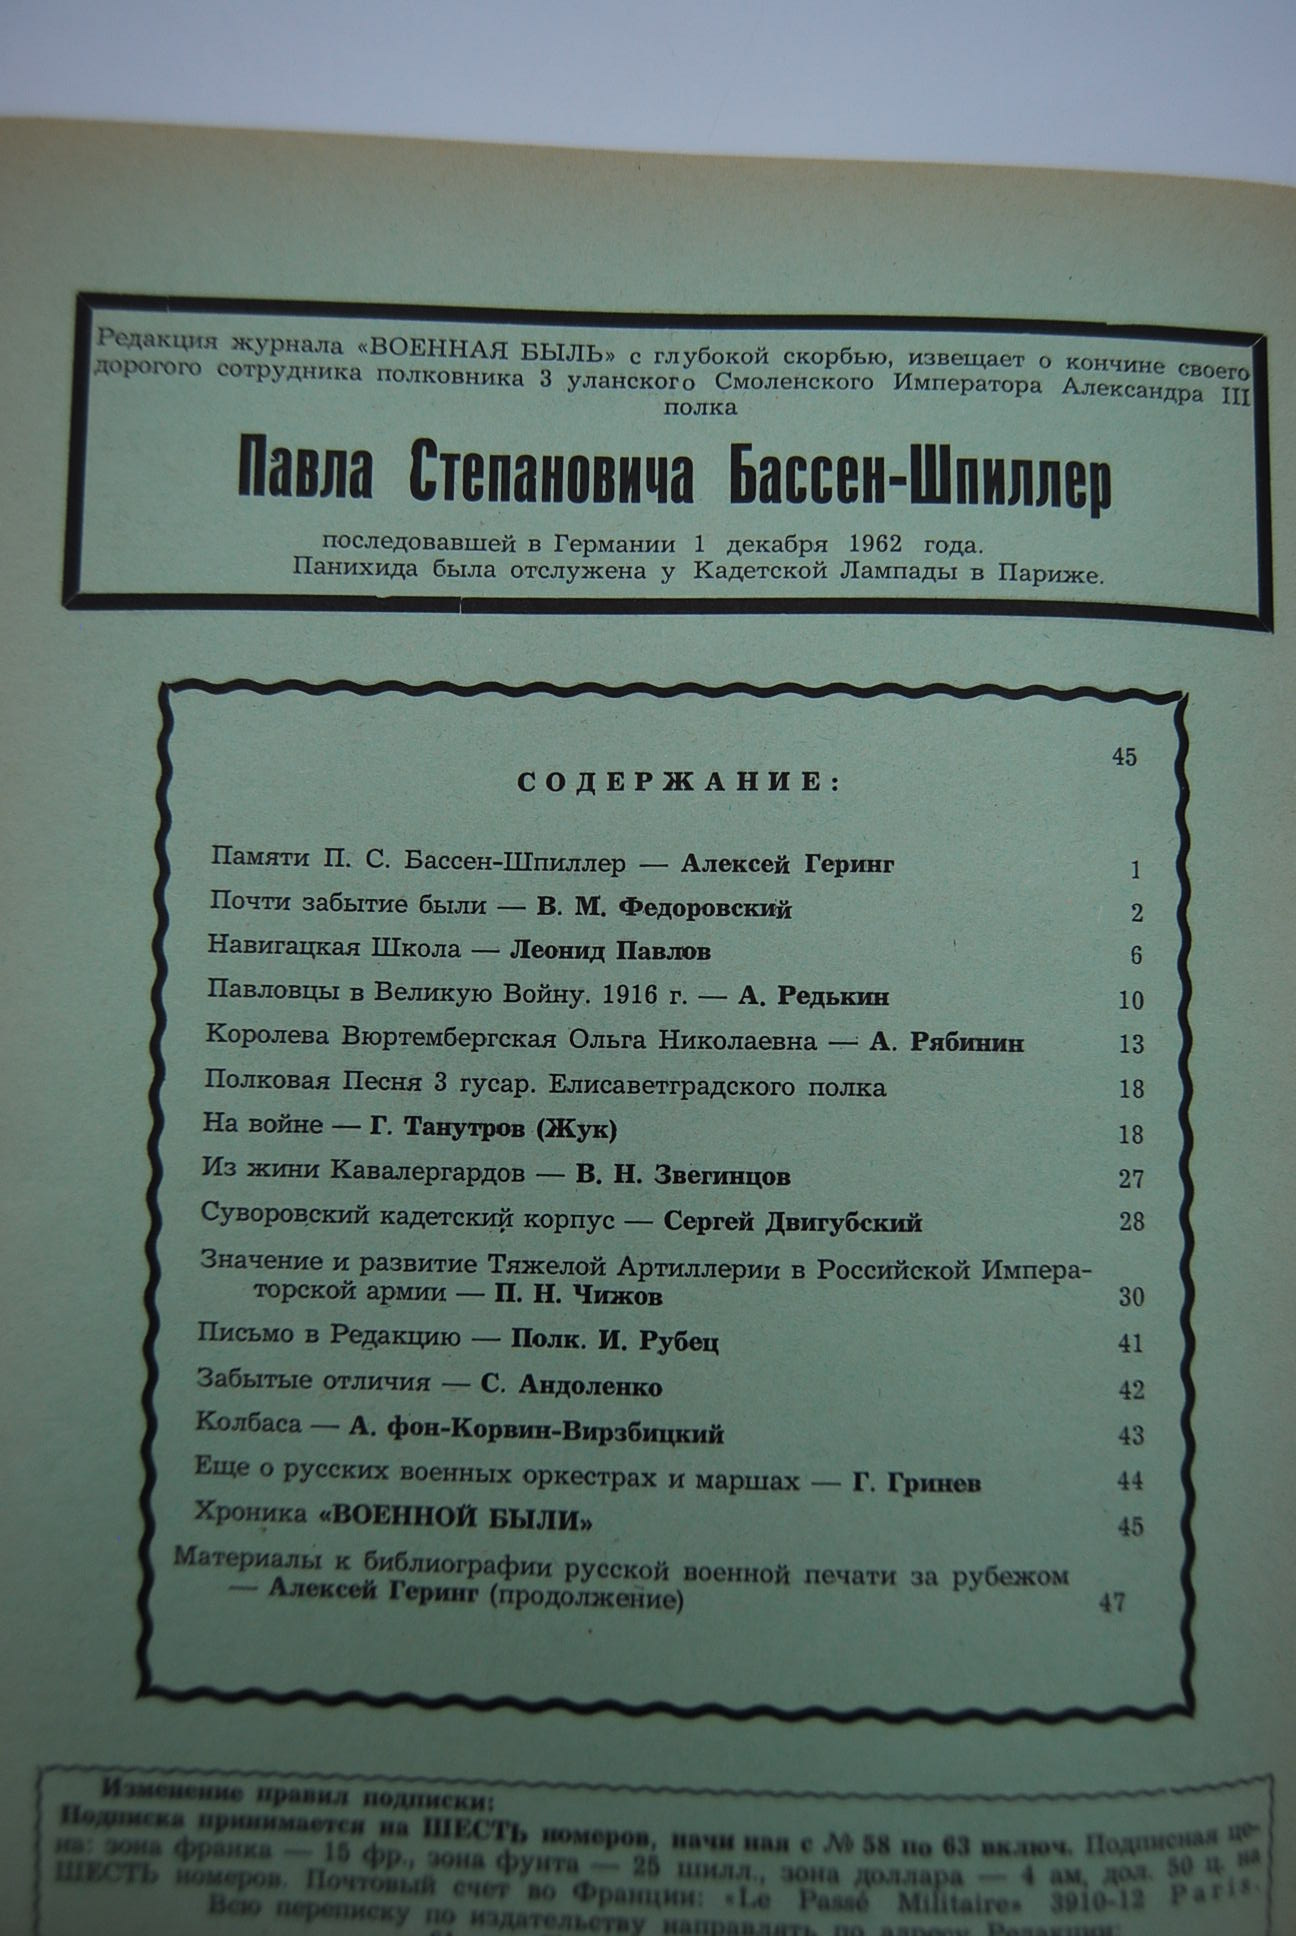 Редакция журнала «ВОЕННАЯ БЫЛЬ» с глубокой скорбью, извещает о кончине своего
дорогого сотрудника полковника 3 уланского Смоленского Императора Александра III
полка
Павла Степановича Бассен-Шпиллер
последовавшей в Германии 1 декабря 1962 года.
Панихида была отслужена у Кадетской Лампады в Париже.
45
СОДЕРЖАНИЕ:
Памяти П. С. Бассен-Шпиллер — Алексей Геринг 1
Почти забытие были — В. М. Федоровский 2
Навигацкая Школа — Леонид Павлов 6
Павловцы в Великую Войну. 1916 г. — А. Редькин 10
Королева Вюртембергская Ольга Николаевна — А. Рябинин 13
Полковая Песня 3 гусар. Елисаветградского полка 18
На войне — Г. Танутров (Жук) 18
Из жини Кавалергардов — В. Н. Звегинцов 27
Суворовский кадетский корпус — Сергей Двигубский 28
Значение и развитие Тяжелой Артиллерии в Российской Импера-
торской армии — П. Н. Чижов 30
Письмо в Редакцию — Полк. И. Рубец 41
Забытые отличия — С. Андоленко 42
Колбаса — А. фон-Корвин-Вирзбицкий 43
Еще о русских военных оркестрах и маршах — Г. Гринев 44
Хроника «ВОЕННОЙ БЫЛИ» 45
Материалы к библиографии русской военной печати за рубежом
— Алексей Геринг (продолжение) 47
Изменение правил подписки:
Подписка принимается на ШЕСТЬ номеров, начи ная с № 58 по 63 включ. Подписная це-
на: зона франка — 15 фр., зона фунта — 25 шилл., зона доллара — 4 ам, дол. 50 ц. на
ШЕСТЬ номеров. Почтовый счет во Франции: «Le Passé Militaire» 3910-12 Paris.
Всю переписку по издательству направлять по адресу Редакции: